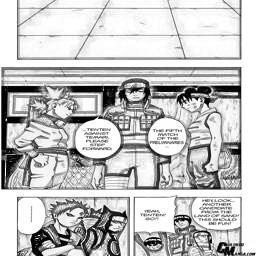 THE FIFTH
MATCH OF
THE
PRELIMINARIES...
...TENTEN
AGAINST
TEMARI,
PLEASE
STEP
FORWARD.
HEY LOOK...
ANOTHER
CANDIDATE
FROM THE
LAND OF SAND!
THIS SHOULD
BE FUN!
YEAH,
TENTEN!
GO!